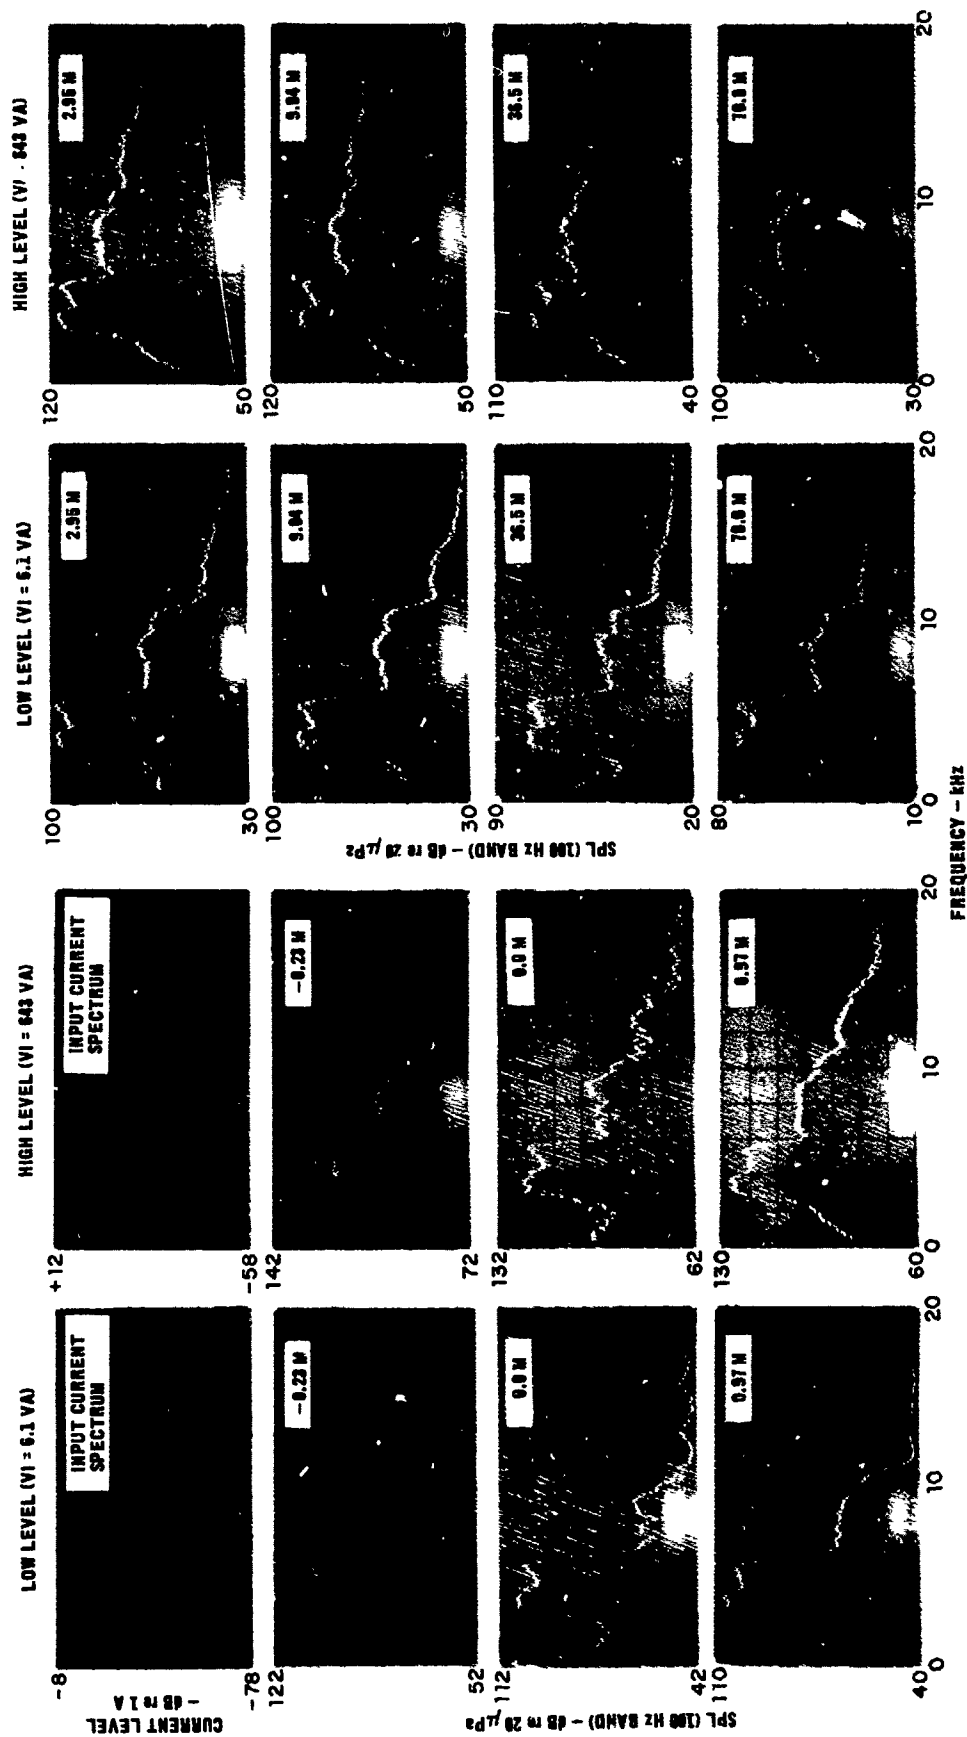 LOW LEVEL (VI = 6.1 VA)
HIGH LEVEL (VI = 643 VA)
LOW LEVEL (VI = 6.1 VA)
HIGH LEVEL (VI . 643 VA)
CURRENT LEVEL
– dB re 1 A
-8
-78
INPUT CURRENT
SPECTRUM
+12
-58
INPUT CURRENT
SPECTRUM
100
30
2.95 M
120
50
2.95 M
122
52
–0.23 M
142
72
–0.23 M
100
30
9.04 M
120
50
9.04 M
SPL (100 Hz BAND) – dB re 20 µPa
112
42
0.0 M
132
62
0.0 M
SPL (100 Hz BAND) – dB re 20 µPa
90
20
36.5 M
110
40
36.5 M
110
40
0.97 M
0
10
20
130
60
0.97 M
0
10
20
80
10
70.0 M
0
10
20
100
30
70.0 M
0
10
20
FREQUENCY – kHz